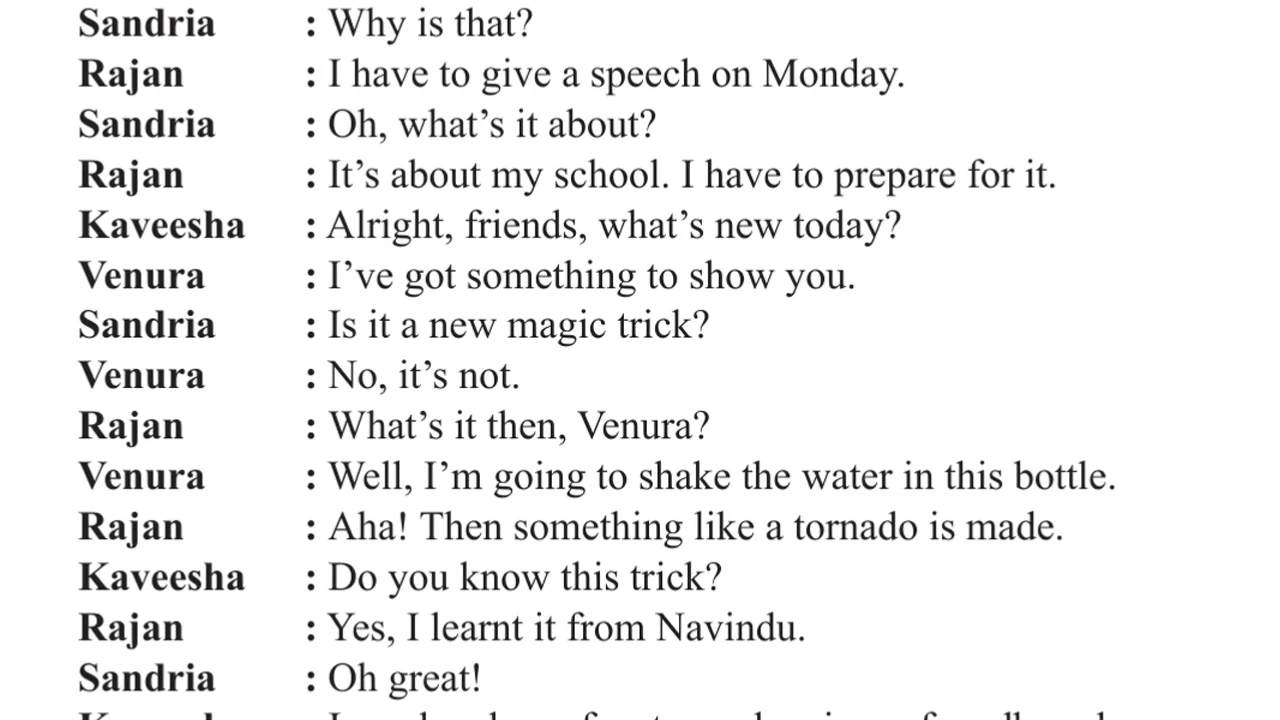 Sandria : Why is that?
Rajan : I have to give a speech on Monday.
Sandria : Oh, what’s it about?
Rajan : It’s about my school. I have to prepare for it.
Kaveesha : Alright, friends, what’s new today?
Venura : I’ve got something to show you.
Sandria : Is it a new magic trick?
Venura : No, it’s not.
Rajan : What’s it then, Venura?
Venura : Well, I’m going to shake the water in this bottle.
Rajan : Aha! Then something like a tornado is made.
Kaveesha : Do you know this trick?
Rajan : Yes, I learnt it from Navindu.
Sandria : Oh great!